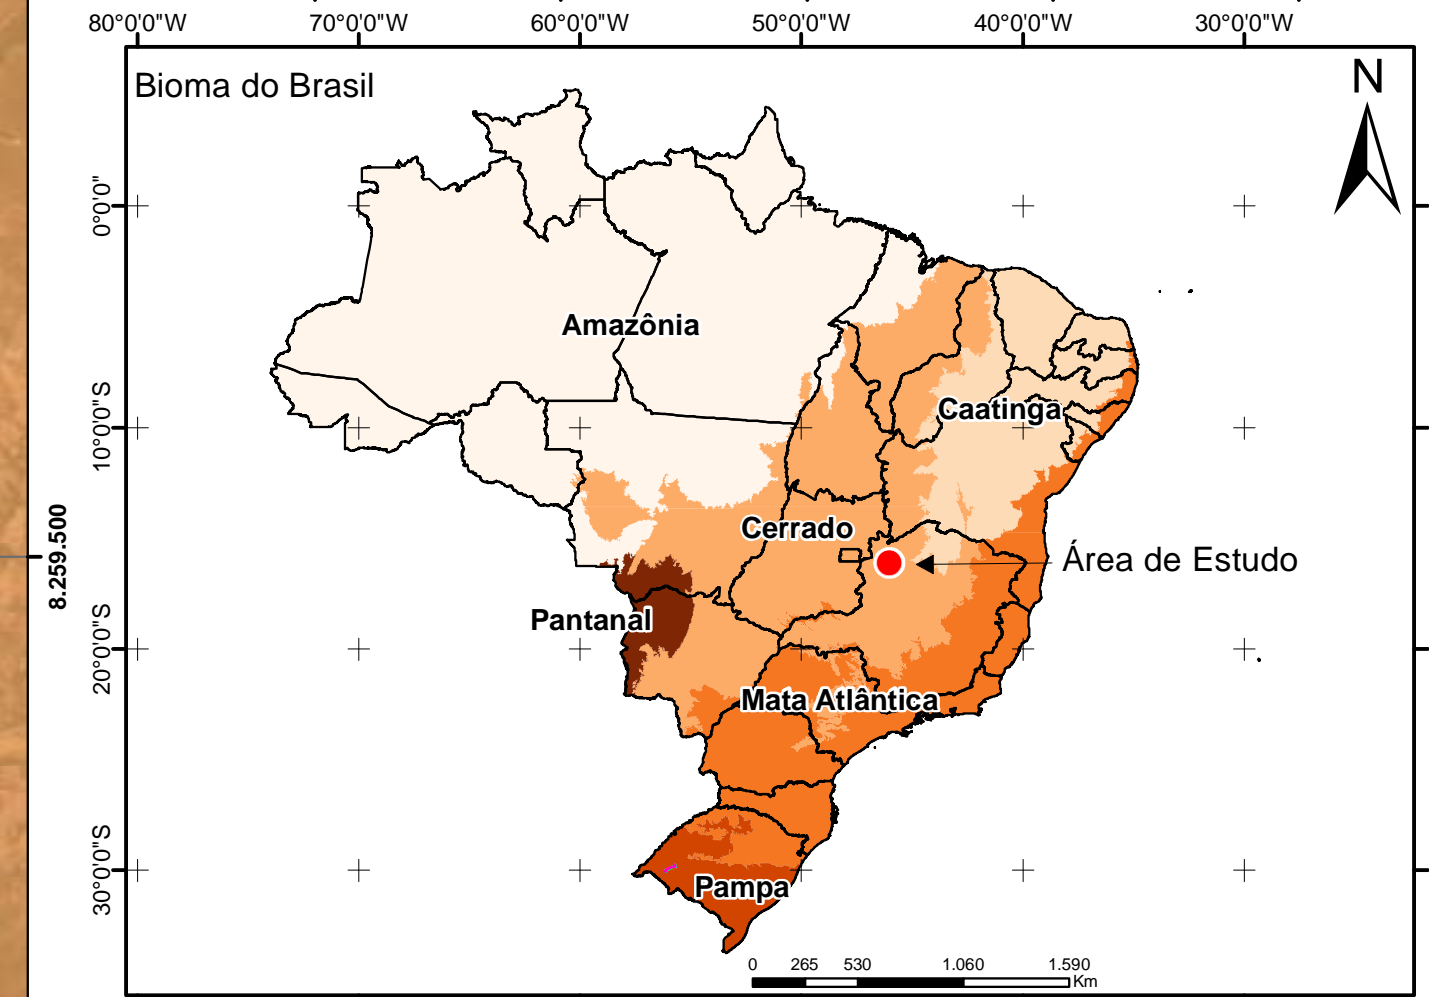 80°0'0"W 70°0'0"W 60°0'0"W 50°0'0"W 40°0'0"W 30°0'0"W
Bioma do Brasil
N
0°0'0"
Amazônia
Caatinga
10°0'0"S
Cerrado
8.259.500
Área de Estudo
Pantanal
20°0'0"S
Mata Atlântica
30°0'0"S
Pampa
0 265 530 1.060 1.590
Km